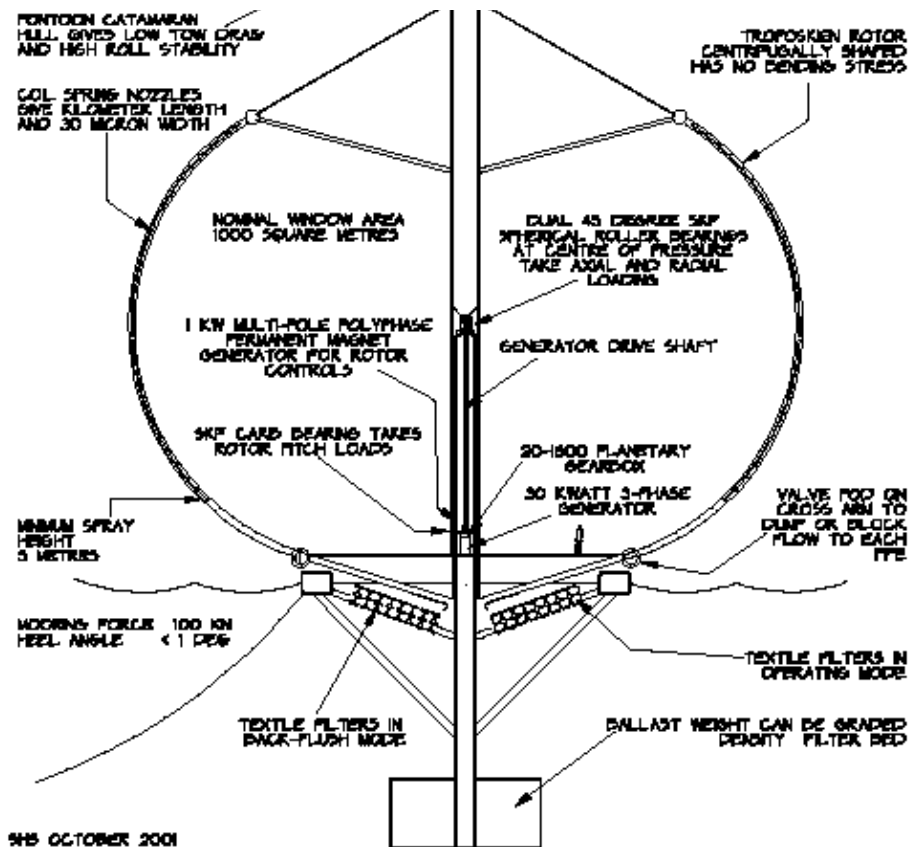 PONTOON CATAMARAN
HULL GIVES LOW TOW DRAG
AND HIGH ROLL STABILITY
TROPOSKIEN ROTOR
CENTRIFUGALLY SHAPED
HAS NO BENDING STRESS
COIL SPRING NOZZLES
GIVE KILOMETER LENGTH
AND 30 MICRON WIDTH
NOMINAL WINDOW AREA
1000 SQUARE METRES
DUAL 45 DEGREE SKF
SPHERICAL ROLLER BEARINGS
AT CENTRE OF PRESSURE
TAKE AXIAL AND RADIAL
LOADING
1 KW MULTI-POLE POLYPHASE
PERMANENT MAGNET
GENERATOR FOR ROTOR
CONTROLS
GENERATOR DRIVE SHAFT
SKF CARB BEARING TAKES
ROTOR PITCH LOADS
20-1500 PLANETARY
GEARBOX
30 KWATT 3-PHASE
GENERATOR
VALVE POD ON
CROSS ARM TO
DUMP OR BLOCK
FLOW TO EACH
PPE
MINIMUM SPRAY
HEIGHT
5 METRES
MOORING FORCE 100 KN
HEEL ANGLE < 1 DEG
TEXTILE FILTERS IN
OPERATING MODE
TEXTILE FILTERS IN
BACK-FLUSH MODE
BALLAST WEIGHT CAN BE GRADED
DENSITY FILTER BED
SHS OCTOBER 2001